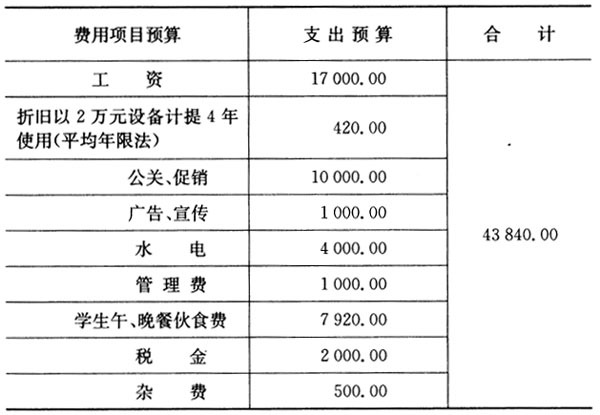 费用项目预算 支出预算 合计
工资 17 000.00
折旧以2万元设备计提4年
使用(平均年限法) 420.00
公关、促销 10 000.00
广告、宣传 1 000.00
水电 4 000.00
43 840.00
管理费 1 000.00
学生午、晚餐伙食费 7 920.00
税金 2 000.00
杂费 500.00